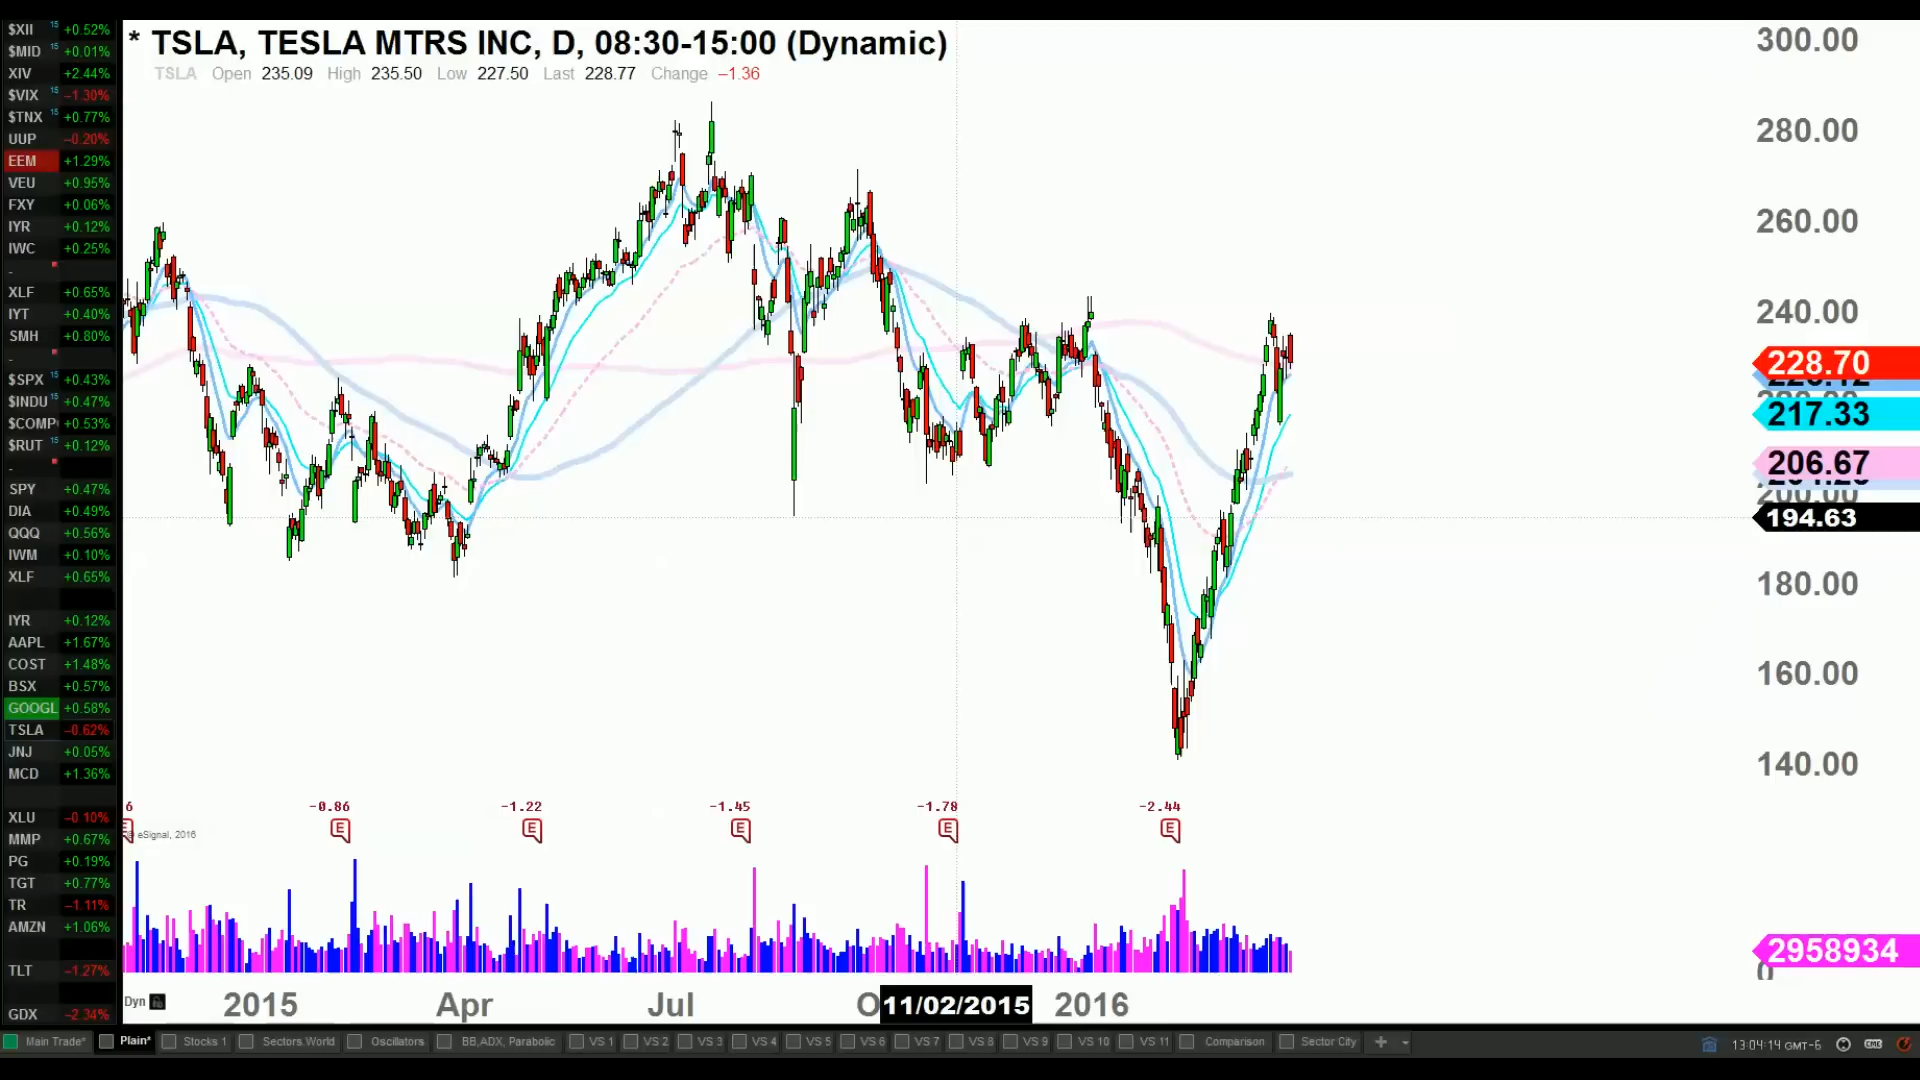 * TSLA, TESLA MTRS INC, D, 08:30-15:00 (Dynamic)
TSLA Open 235.09 High 235.50 Low 227.50 Last 228.77 Change -1.36
$XII 15 +0.52%
$MID 15 +0.01%
XIV +2.44%
$VIX 15 -1.30%
$TNX 15 +0.77%
UUP -0.20%
EEM +1.29%
VEU +0.95%
FXY +0.06%
IYR +0.12%
IWC +0.25%
-
XLF +0.65%
IYT +0.40%
SMH +0.80%
-
$SPX 15 +0.43%
$INDU 15 +0.47%
$COMP +0.53%
$RUT 15 +0.12%
-
SPY +0.47%
DIA +0.49%
QQQ +0.56%
IWM +0.10%
XLF +0.65%
IYR +0.12%
AAPL +1.67%
COST +1.48%
BSX +0.57%
GOOGL +0.58%
TSLA -0.62%
JNJ +0.05%
MCD +1.36%
XLU -0.10%
MMP +0.67%
PG +0.19%
TGT +0.77%
TR -1.11%
AMZN +1.06%
TLT -1.27%
GDX -2.34%
300.00
280.00
260.00
240.00
228.70
217.33
206.67
200.00
194.63
180.00
160.00
140.00
6 -0.86 -1.22 -1.45 -1.78 -2.44
E E E E E E
eSignal, 2016
2958934
0
Dyn 2015 Apr Jul O 11/02/2015 2016
Main Trade* Plain* Stocks 1 Sectors.World Oscillators BB,ADX, Parabolic VS 1 VS 2 VS 3 VS 4 VS 5 VS 6 VS 7 VS 8 VS 9 VS 10 VS 11 Comparison Sector City + 13:04:14 GMT-6